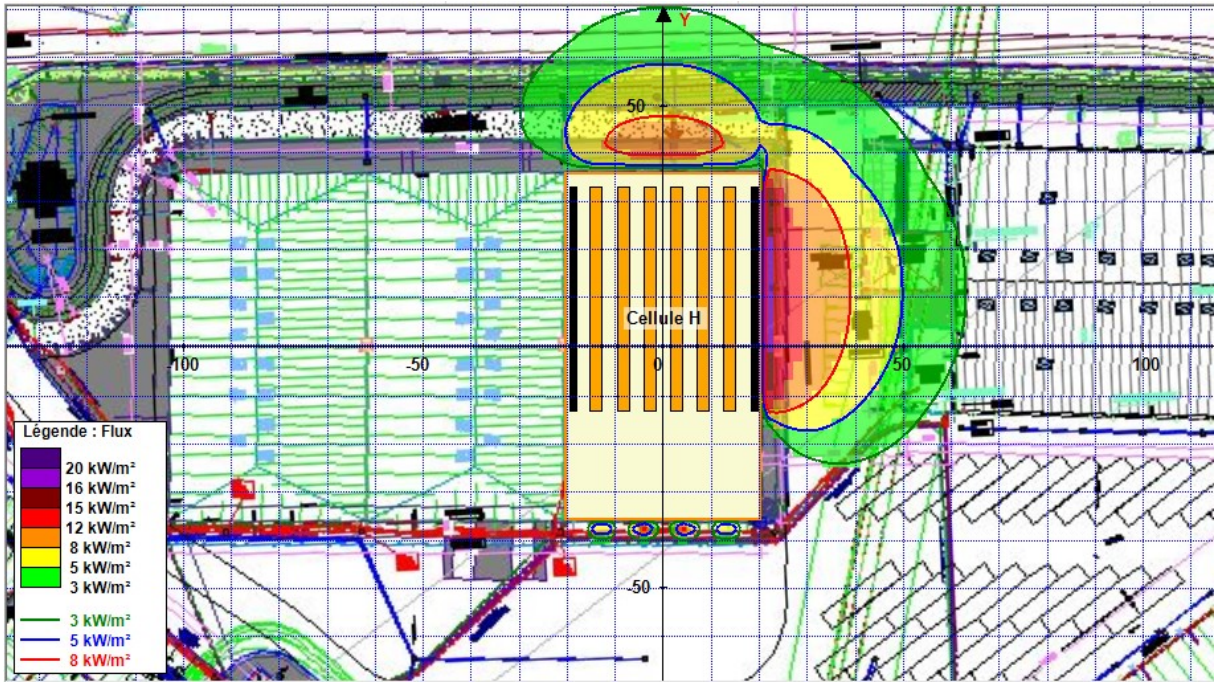 Y
50
Cellule H
-100
-50
0
50
100
-50
Légende : Flux
20 kW/m²
16 kW/m²
15 kW/m²
12 kW/m²
8 kW/m²
5 kW/m²
3 kW/m²
3 kW/m²
5 kW/m²
8 kW/m²